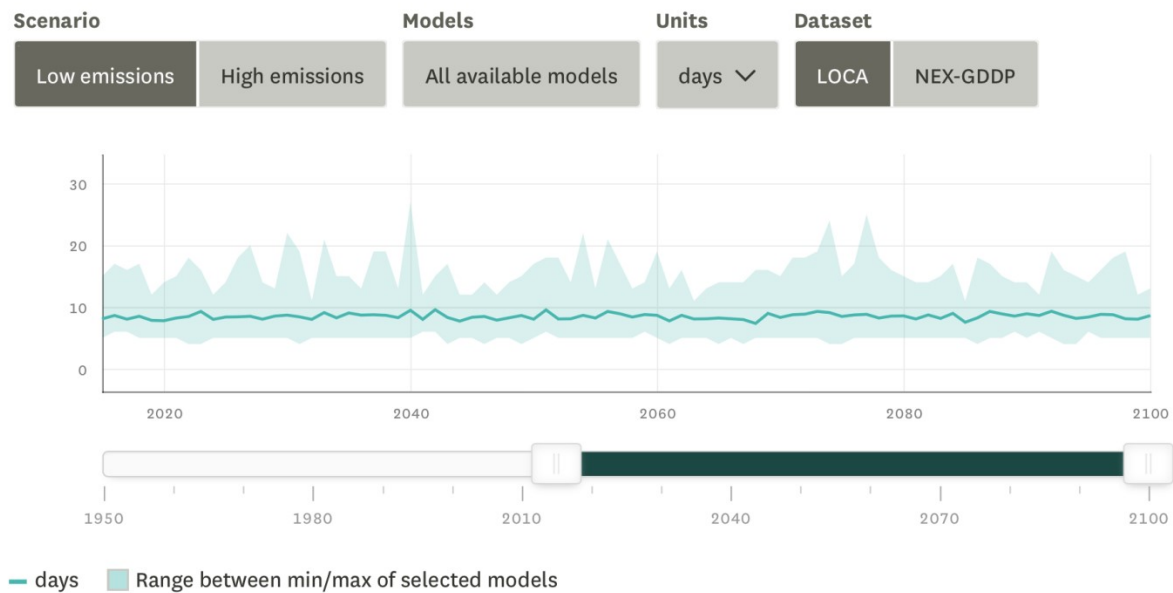 Scenario Models Units Dataset
Low emissions High emissions All available models days LOCA NEX-GDDP
30
20
10
0
2020 2040 2060 2080 2100
1950 1980 2010 2040 2070 2100
days Range between min/max of selected models